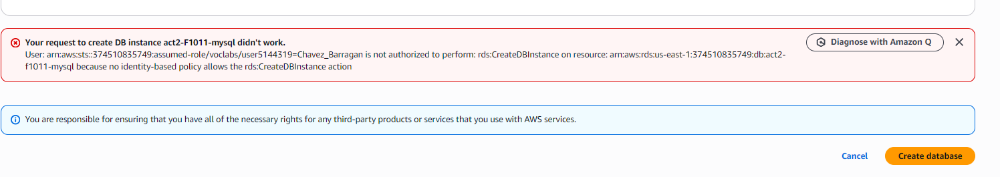 Your request to create DB instance act2-F1011-mysql didn't work.
Diagnose with Amazon Q
User: arn:aws:sts::374510835749:assumed-role/voclabs/user5144319=Chavez_Barragan is not authorized to perform: rds:CreateDBInstance on resource: arn:aws:rds:us-east-1:374510835749:db:act2-
f1011-mysql because no identity-based policy allows the rds:CreateDBInstance action
You are responsible for ensuring that you have all of the necessary rights for any third-party products or services that you use with AWS services.
Cancel
Create database